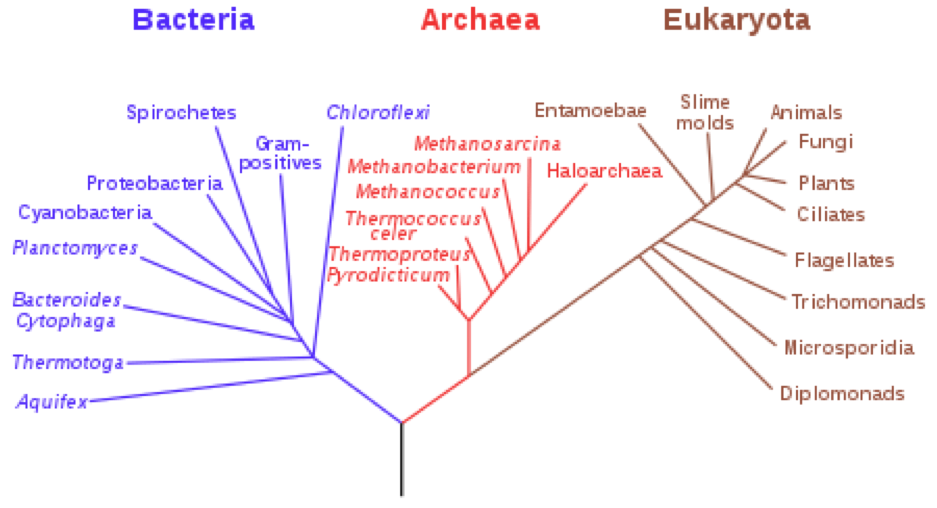 Bacteria
Archaea
Eukaryota
Spirochetes
Chloroflexi
Gram-
positives
Proteobacteria
Cyanobacteria
Planctomyces
Bacteroides
Cytophaga
Thermotoga
Aquifex
Methanosarcina
Methanobacterium
Haloarchaea
Methanococcus
Thermococcus
celer
Thermoproteus
Pyrodicticum
Entamoebae
Slime
molds
Animals
Fungi
Plants
Ciliates
Flagellates
Trichomonads
Microsporidia
Diplomonads